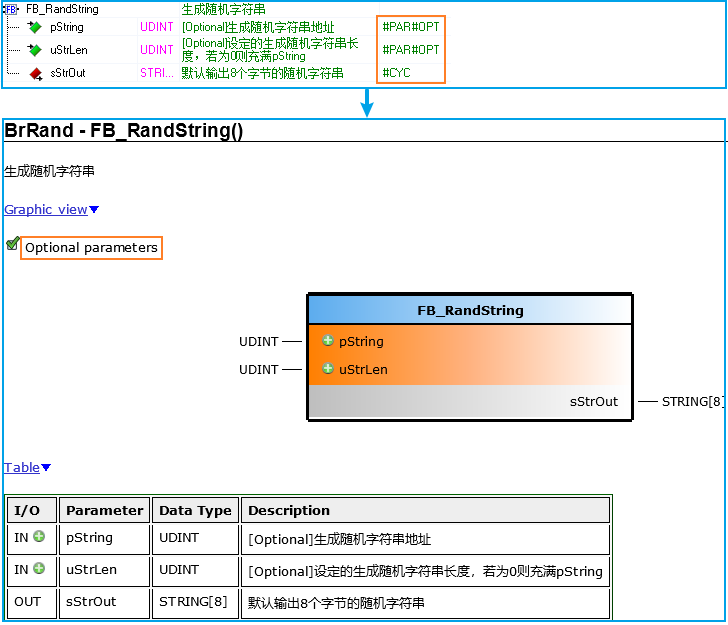 FB FB_RandString 生成随机字符串
pString UDINT [Optional]生成随机字符串地址 #PAR#OPT
uStrLen UDINT [Optional]设定的生成随机字符串长
度，若为0则充满pString #PAR#OPT
sStrOut STRI... 默认输出8个字节的随机字符串 #CYC
BrRand - FB_RandString()
生成随机字符串
Graphic view
Optional parameters
FB_RandString
UDINT pString
UDINT uStrLen
sStrOut STRING[8]
Table
I/O Parameter Data Type Description
IN pString UDINT [Optional]生成随机字符串地址
IN uStrLen UDINT [Optional]设定的生成随机字符串长度，若为0则充满pString
OUT sStrOut STRING[8] 默认输出8个字节的随机字符串